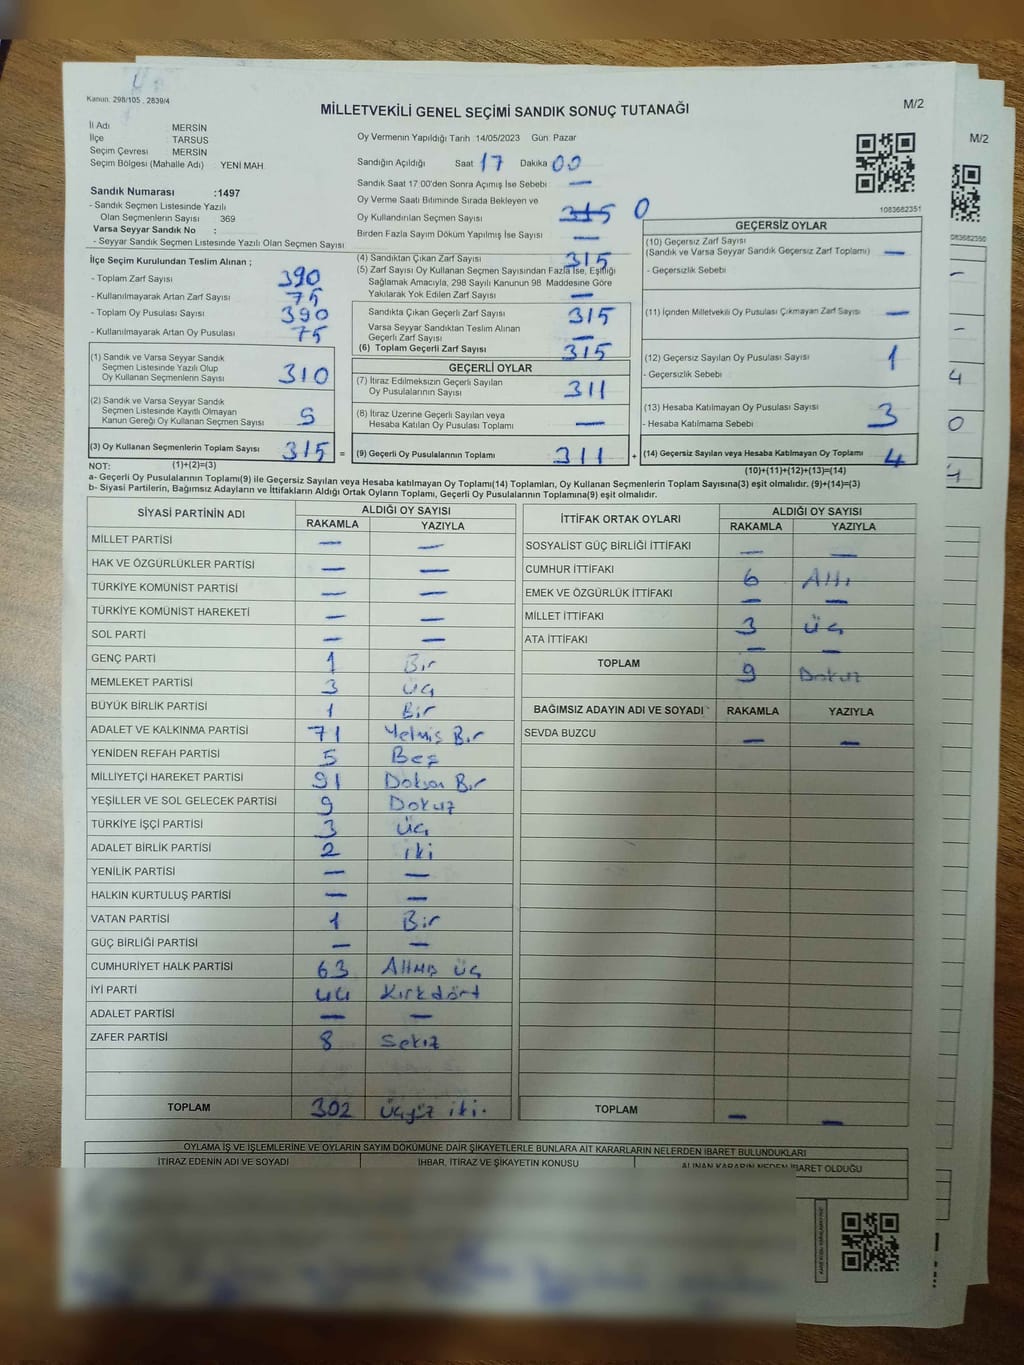 Kanun: 298/105 , 2839/4
MİLLETVEKİLİ GENEL SEÇİMİ SANDIK SONUÇ TUTANAĞI
M/2
M/2
İl Adı : MERSİN
İlçe : TARSUS
Seçim Çevresi : MERSİN
Seçim Bölgesi (Mahalle Adı) : YENİ MAH
Oy Vermenin Yapıldığı Tarih :14/05/2023 Gün: Pazar
Sandığın Açıldığı Saat 17 Dakika 00
Sandık Saat 17:00'den Sonra Açımış İse Sebebi : —
Oy Verme Saati Bitiminde Sırada Bekleyen ve
Oy Kullandırılan Seçmen Sayısı 315 0
Birden Fazla Sayım Döküm Yapılmış İse Sayısı —
1083682351
1083682350
Sandık Numarası :1497
- Sandık Seçmen Listesinde Yazılı
Olan Seçmenlerin Sayısı : 369
Varsa Seyyar Sandık No :
- Seyyar Sandık Seçmen Listesinde Yazılı Olan Seçmen Sayısı
İlçe Seçim Kurulundan Teslim Alınan ;
- Toplam Zarf Sayısı : 390
- Kullanılmayarak Artan Zarf Sayısı : 75
- Toplam Oy Pusulası Sayısı : 390
- Kullanılmayarak Artan Oy Pusulası : 75
(1) Sandık ve Varsa Seyyar Sandık
Seçmen Listesinde Yazılı Olup
Oy Kullanan Seçmenlerin Sayısı 310
(2) Sandık ve Varsa Seyyar Sandık
Seçmen Listesinde Kayıtlı Olmayan
Kanun Gereği Oy Kullanan Seçmen Sayısı 5
(3) Oy Kullanan Seçmenlerin Toplam Sayısı 315 =
(4) Sandıktan Çıkan Zarf Sayısı 315
(5) Zarf Sayısı Oy Kullanan Seçmen Sayısından Fazla İse, Eşitliği
Sağlamak Amacıyla, 298 Sayılı Kanunun 98. Maddesine Göre
Yakılarak Yok Edilen Zarf Sayısı —
Sandıkta Çıkan Geçerli Zarf Sayısı 315
Varsa Seyyar Sandıktan Teslim Alınan
Geçerli Zarf Sayısı —
(6) Toplam Geçerli Zarf Sayısı 315
GEÇERLİ OYLAR
(7) İtiraz Edilmeksizin Geçerli Sayılan
Oy Pusulalarının Sayısı 311
(8) İtiraz Üzerine Geçerli Sayılan veya
Hesaba Katılan Oy Pusulası Toplamı —
(9) Geçerli Oy Pusulalarının Toplamı 311 +
GEÇERSİZ OYLAR
(10) Geçersiz Zarf Sayısı
(Sandık ve Varsa Seyyar Sandık Geçersiz Zarf Toplamı) —
- Geçersizlik Sebebi :
(11) İçinden Milletvekili Oy Pusulası Çıkmayan Zarf Sayısı —
(12) Geçersiz Sayılan Oy Pusulası Sayısı 1
- Geçersizlik Sebebi :
(13) Hesaba Katılmayan Oy Pusulası Sayısı 3
- Hesaba Katılmama Sebebi :
(14) Geçersiz Sayılan veya Hesaba Katılmayan Oy Toplamı 4
NOT: (1)+(2)=(3) (10)+(11)+(12)+(13)=(14)
a- Geçerli Oy Pusulalarının Toplamı(9) ile Geçersiz Sayılan veya Hesaba katılmayan Oy Toplamı(14) Toplamları, Oy Kullanan Seçmenlerin Toplam Sayısına(3) eşit olmalıdır. (9)+(14)=(3)
b- Siyasi Partilerin, Bağımsız Adayların ve İttifakların Aldığı Ortak Oyların Toplamı, Geçerli Oy Pusulalarının Toplamına(9) eşit olmalıdır.
SİYASİ PARTİNİN ADI ALDIĞI OY SAYISI
RAKAMLA YAZIYLA
MİLLET PARTİSİ — —
HAK VE ÖZGÜRLÜKLER PARTİSİ — —
TÜRKİYE KOMÜNİST PARTİSİ — —
TÜRKİYE KOMÜNİST HAREKETİ — —
SOL PARTİ — —
GENÇ PARTİ 1 Bir
MEMLEKET PARTİSİ 3 Üç
BÜYÜK BİRLİK PARTİSİ 1 Bir
ADALET VE KALKINMA PARTİSİ 71 Yetmiş Bir
YENİDEN REFAH PARTİSİ 5 Beş
MİLLİYETÇİ HAREKET PARTİSİ 91 Doksan Bir
YEŞİLLER VE SOL GELECEK PARTİSİ 9 Dokuz
TÜRKİYE İŞÇİ PARTİSİ 3 Üç
ADALET BİRLİK PARTİSİ 2 iki
YENİLİK PARTİSİ — —
HALKIN KURTULUŞ PARTİSİ — —
VATAN PARTİSİ 1 Bir
GÜÇ BİRLİĞİ PARTİSİ — —
CUMHURİYET HALK PARTİSİ 63 Altmış üç
İYİ PARTİ 44 Kırkdört
ADALET PARTİSİ — —
ZAFER PARTİSİ 8 Sekiz
TOPLAM 302 Üçyüz iki.
İTTİFAK ORTAK OYLARI ALDIĞI OY SAYISI
RAKAMLA YAZIYLA
SOSYALİST GÜÇ BİRLİĞİ İTTİFAKI — —
CUMHUR İTTİFAKI 6 Altı
EMEK VE ÖZGÜRLÜK İTTİFAKI — —
MİLLET İTTİFAKI 3 Üç
ATA İTTİFAKI — —
TOPLAM 9 Dokuz
BAĞIMSIZ ADAYIN ADI VE SOYADI RAKAMLA YAZIYLA
SEVDA BUZCU — —
TOPLAM — —
OYLAMA İŞ VE İŞLEMLERİNE VE OYLARIN SAYIM DÖKÜMÜNE DAİR ŞİKAYETLERLE BUNLARA AİT KARARLARIN NELERDEN İBARET BULUNDUKLARI
İTİRAZ EDENİN ADI VE SOYADI İHBAR, İTİRAZ VE ŞİKAYETİN KONUSU ALINAN KARARIN NEDEN İBARET OLDUĞU